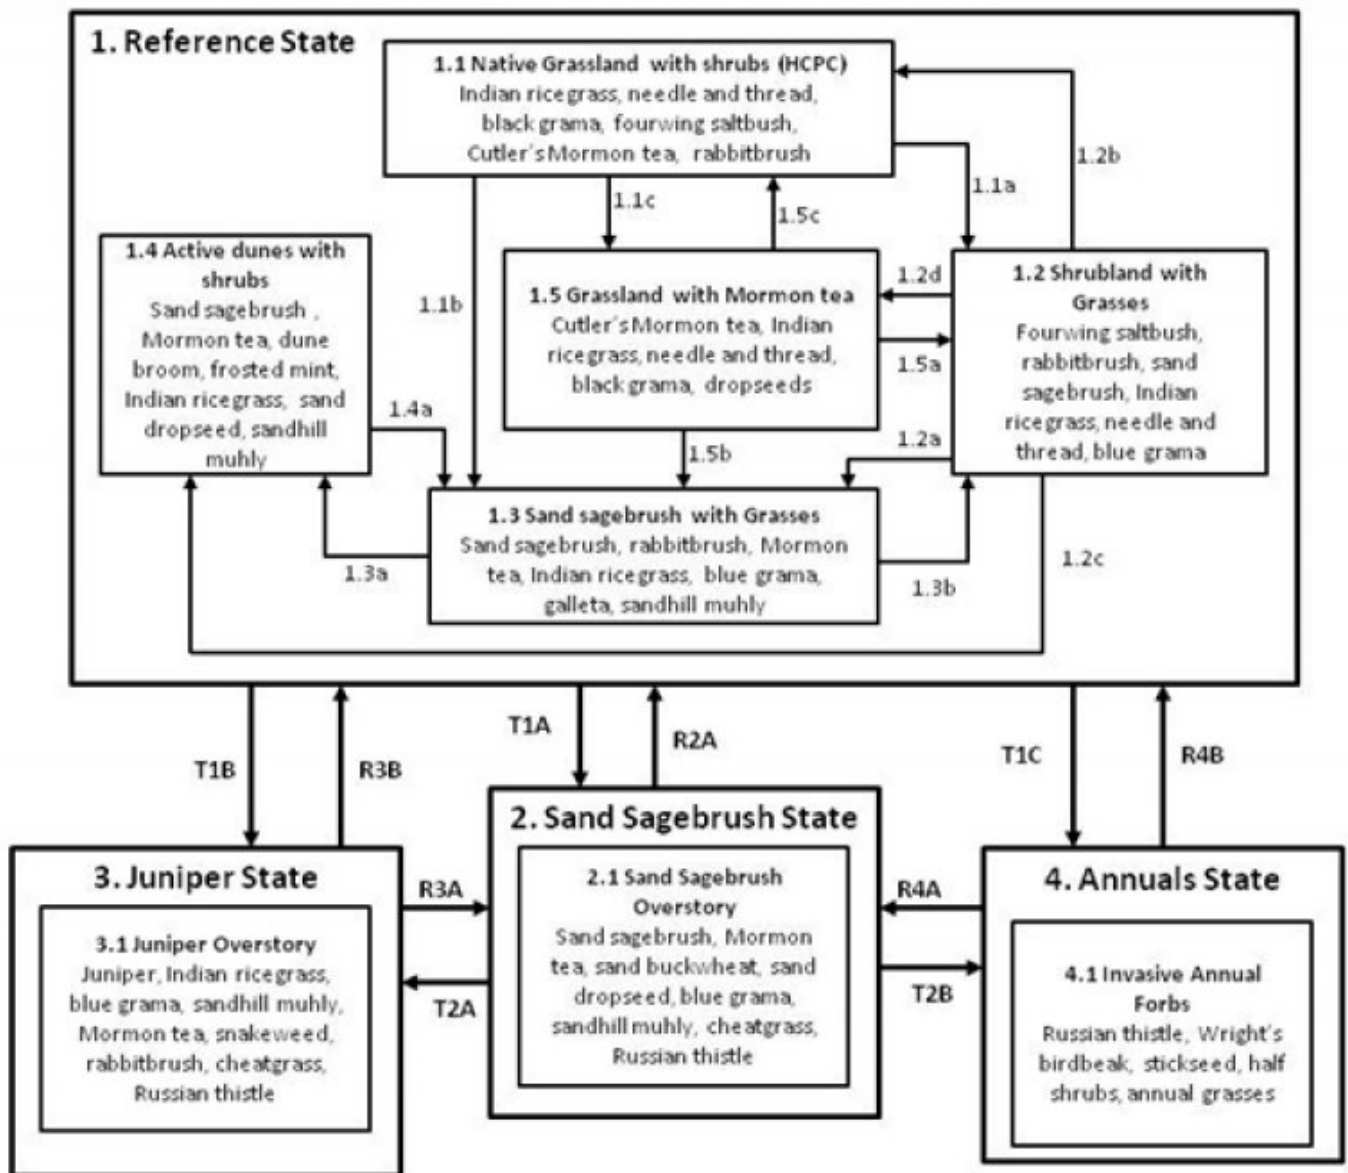 1. Reference State
1.1 Native Grassland with shrubs (HCPC)
Indian ricegrass, needle and thread,
black grama, fourwing saltbush,
Cutler's Mormon tea, rabbitbrush
1.2b
1.1a
1.1c
1.5c
1.4 Active dunes with
shrubs
Sand sagebrush ,
Mormon tea, dune
broom, frosted mint,
Indian ricegrass, sand
dropseed, sandhill
muhly
1.1b
1.5 Grassland with Mormon tea
Cutler's Mormon tea, Indian
ricegrass, needle and thread,
black grama, dropseeds
1.2d
1.5a
1.2 Shrubland with
Grasses
Fourwing saltbush,
rabbitbrush, sand
sagebrush, Indian
ricegrass, needle and
thread, blue grama
1.4a
1.5b
1.2a
1.3 Sand sagebrush with Grasses
Sand sagebrush, rabbitbrush, Mormon
tea, Indian ricegrass, blue grama,
galleta, sandhill muhly
1.3a
1.3b
1.2c
T1B
R3B
T1A
R2A
T1C
R4B
3. Juniper State
3.1 Juniper Overstory
Juniper, Indian ricegrass,
blue grama, sandhill muhly,
Mormon tea, snakeweed,
rabbitbrush, cheatgrass,
Russian thistle
R3A
T2A
2. Sand Sagebrush State
2.1 Sand Sagebrush
Overstory
Sand sagebrush, Mormon
tea, sand buckwheat, sand
dropseed, blue grama,
sandhill muhly, cheatgrass,
Russian thistle
R4A
T2B
4. Annuals State
4.1 Invasive Annual
Forbs
Russian thistle, Wright's
birdbeak, stickseed, half
shrubs, annual grasses